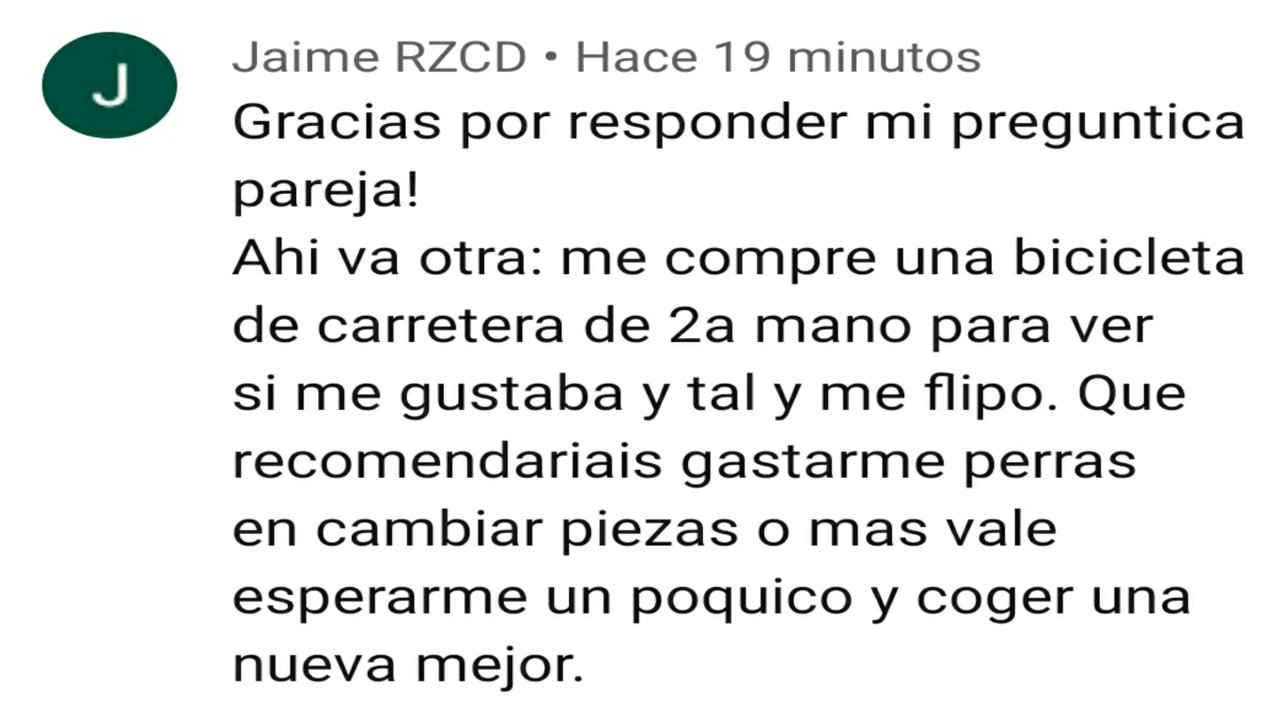 J
Jaime RZCD • Hace 19 minutos
Gracias por responder mi preguntica
pareja!
Ahi va otra: me compre una bicicleta
de carretera de 2a mano para ver
si me gustaba y tal y me flipo. Que
recomendariais gastarme perras
en cambiar piezas o mas vale
esperarme un poquico y coger una
nueva mejor.